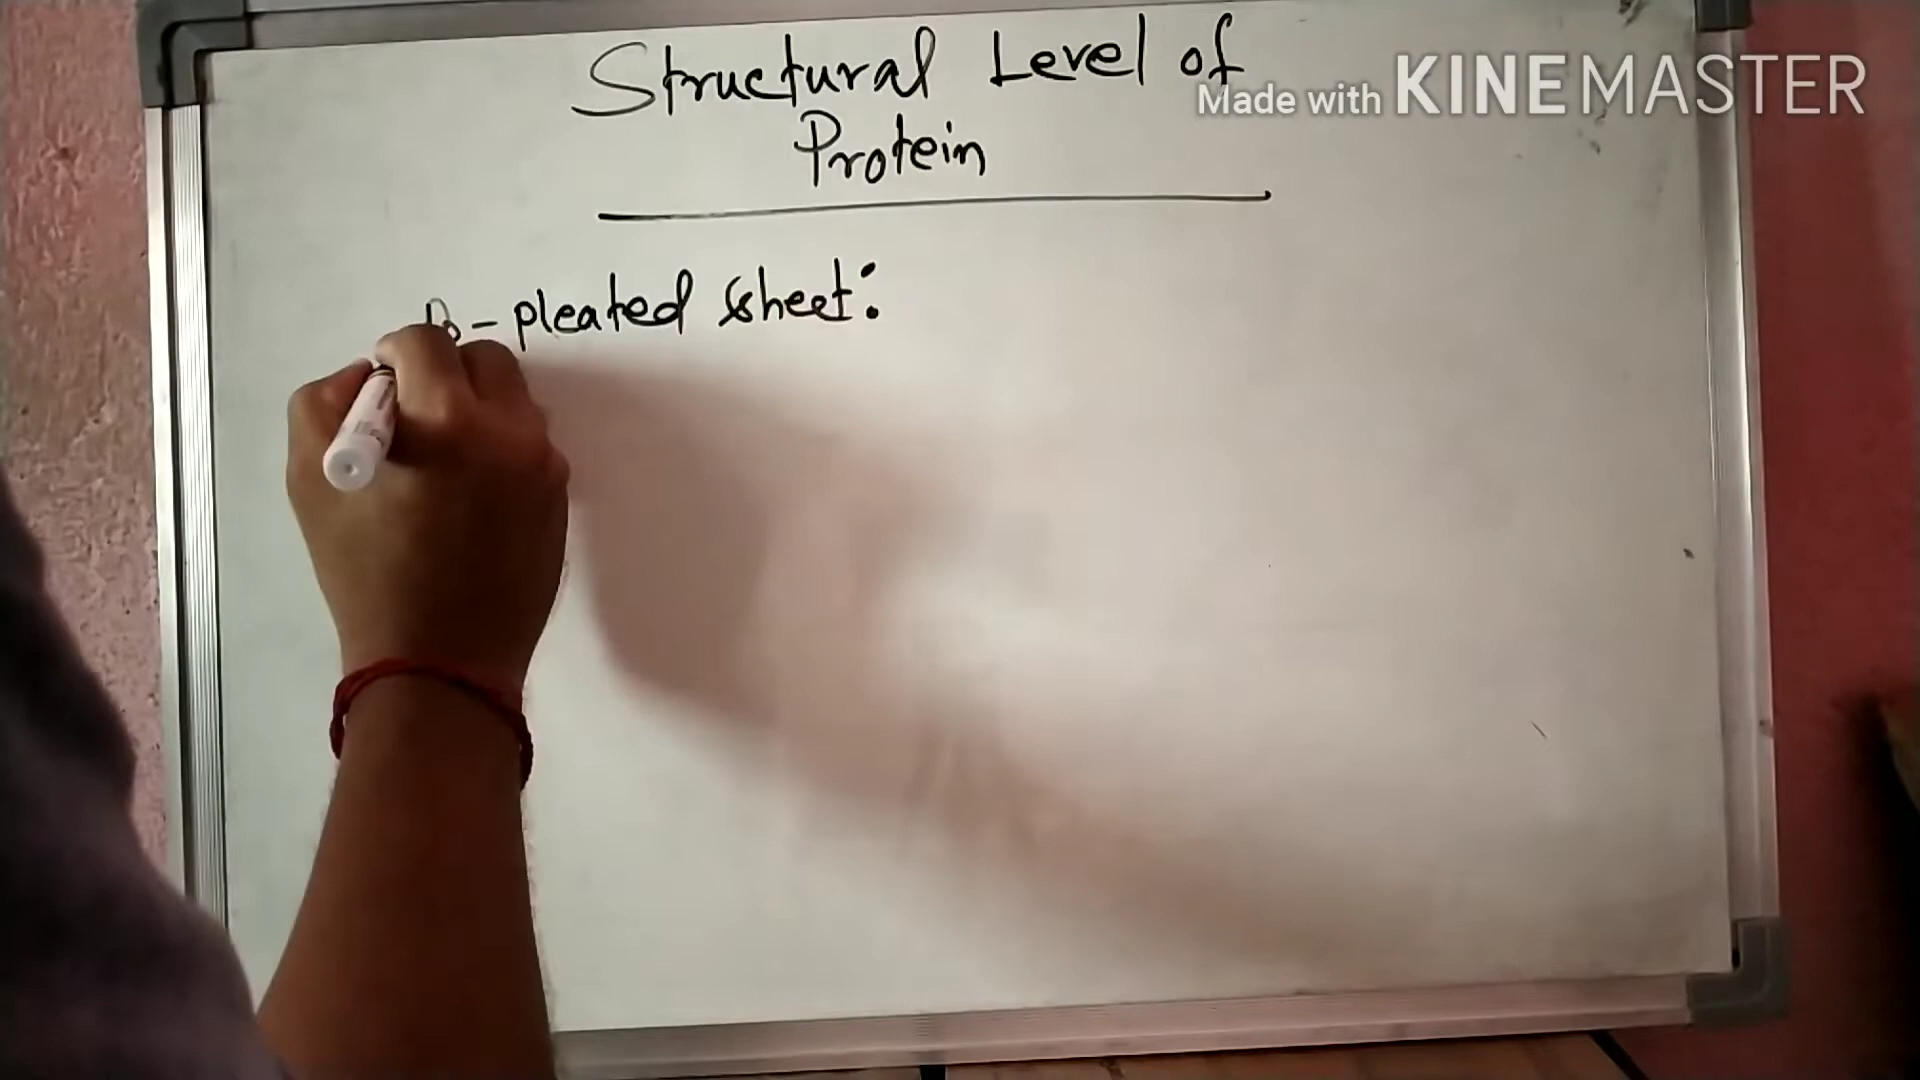 Structural Level of
Made with KINEMASTER
Protein
β-pleated sheet: